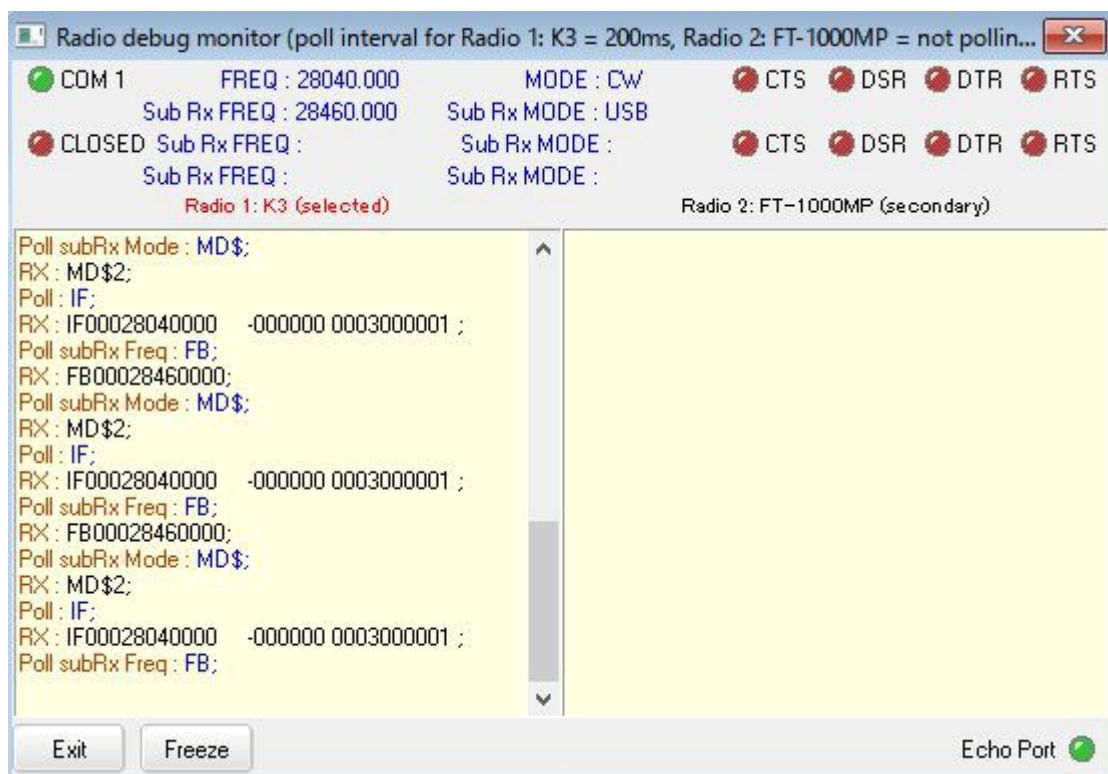 Radio debug monitor (poll interval for Radio 1: K3 = 200ms, Radio 2: FT-1000MP = not pollin...
COM 1 FREQ : 28040.000 MODE : CW CTS DSR DTR RTS
Sub Rx FREQ : 28460.000 Sub Rx MODE : USB
CLOSED Sub Rx FREQ : Sub Rx MODE : CTS DSR DTR RTS
Sub Rx FREQ : Sub Rx MODE :
Radio 1: K3 (selected) Radio 2: FT-1000MP (secondary)
Poll subRx Mode : MD$;
RX : MD$2;
Poll : IF;
RX : IF00028040000 -000000 0003000001 ;
Poll subRx Freq : FB;
RX : FB00028460000;
Poll subRx Mode : MD$;
RX : MD$2;
Poll : IF;
RX : IF00028040000 -000000 0003000001 ;
Poll subRx Freq : FB;
RX : FB00028460000;
Poll subRx Mode : MD$;
RX : MD$2;
Poll : IF;
RX : IF00028040000 -000000 0003000001 ;
Poll subRx Freq : FB;
Exit Freeze Echo Port